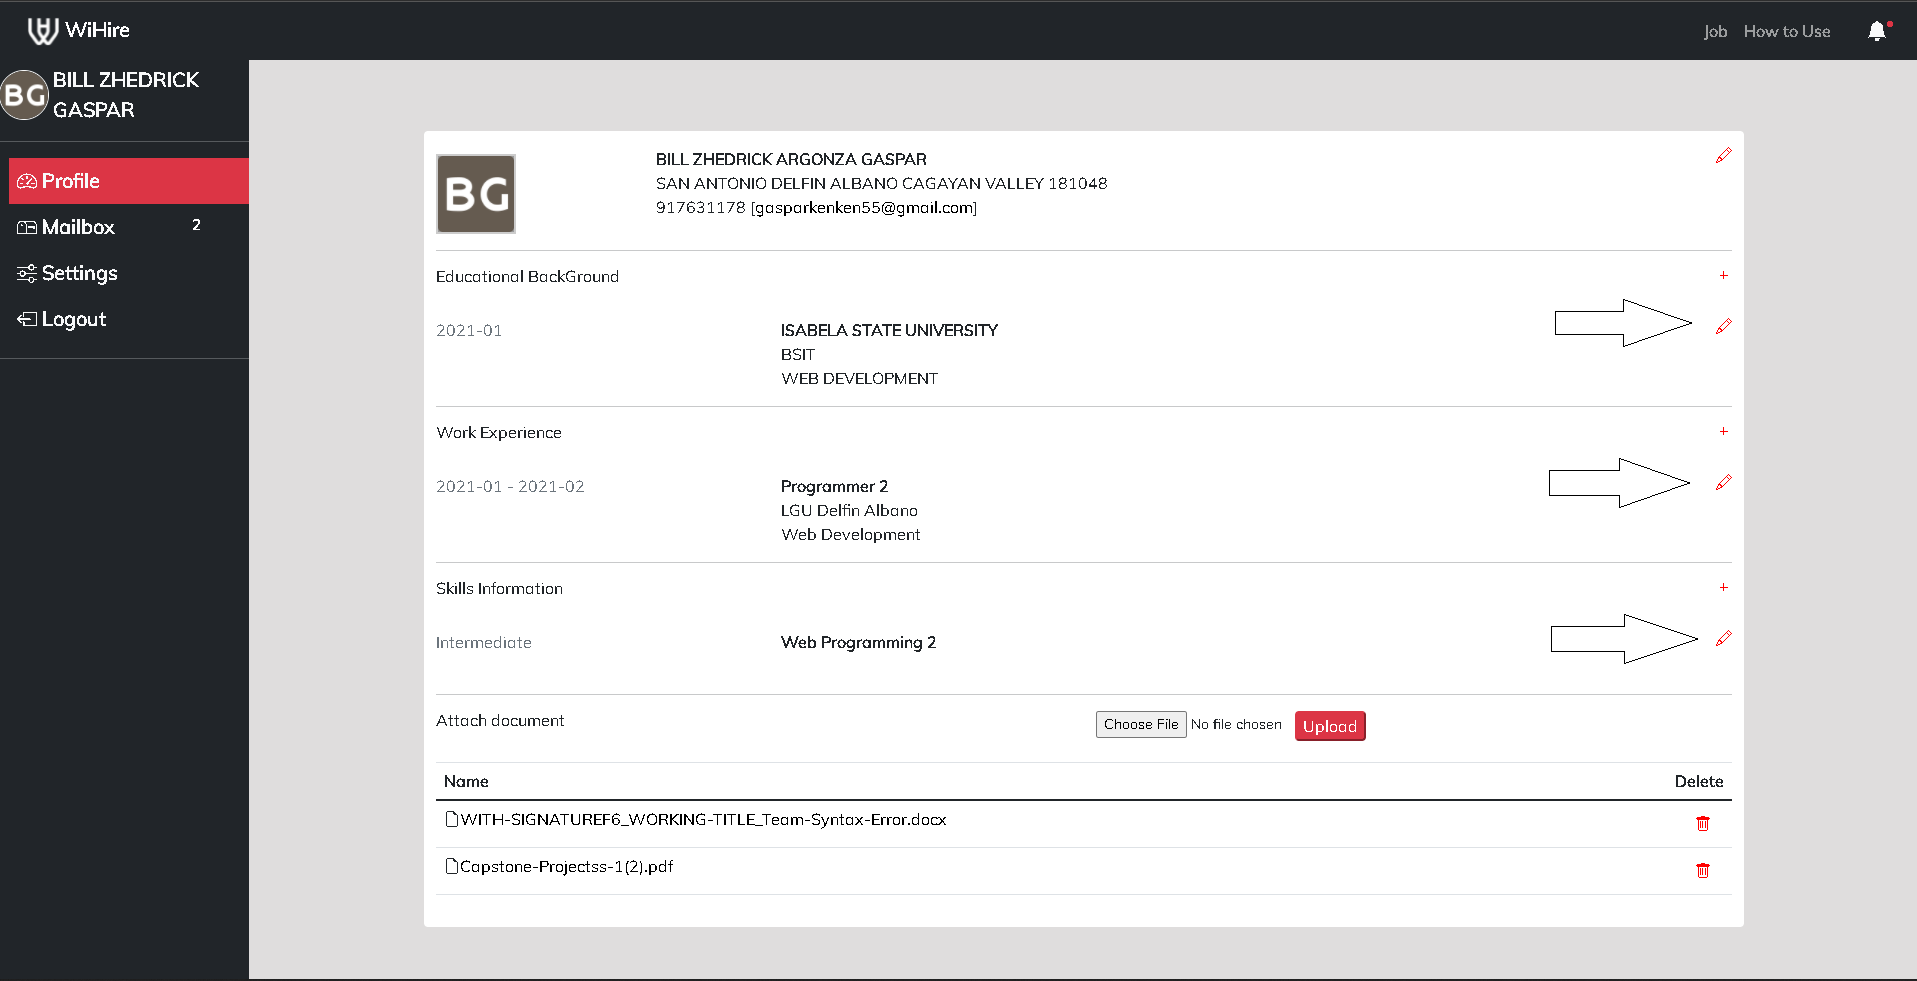 WiHire
Job How to Use
BG
BILL ZHEDRICK
GASPAR
Profile
Mailbox 2
Settings
Logout
BG
BILL ZHEDRICK ARGONZA GASPAR
SAN ANTONIO DELFIN ALBANO CAGAYAN VALLEY 181048
917631178 [gasparkenken55@gmail.com]
Educational BackGround +
2021-01 ISABELA STATE UNIVERSITY
BSIT
WEB DEVELOPMENT
Work Experience +
2021-01 - 2021-02 Programmer 2
LGU Delfin Albano
Web Development
Skills Information +
Intermediate Web Programming 2
Attach document Choose File No file chosen Upload
Name Delete
WITH-SIGNATUREF6_WORKING-TITLE_Team-Syntax-Error.docx
Capstone-Projectss-1(2).pdf